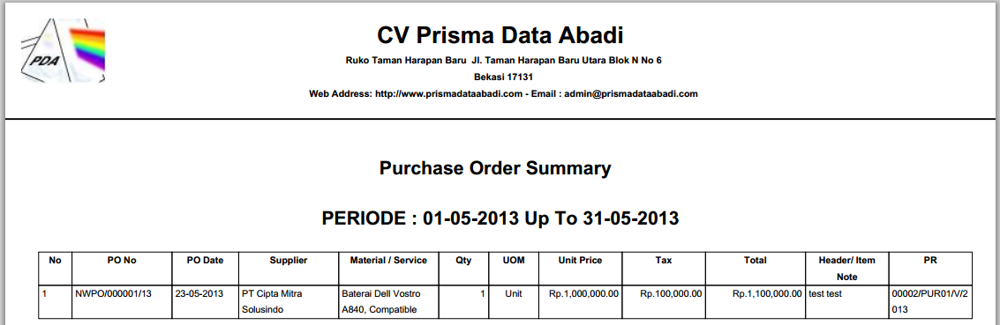 PDA
CV Prisma Data Abadi
Ruko Taman Harapan Baru Jl. Taman Harapan Baru Utara Blok N No 6
Bekasi 17131
Web Address: http://www.prismadataabadi.com - Email : admin@prismadataabadi.com
Purchase Order Summary
PERIODE : 01-05-2013 Up To 31-05-2013
No PO No PO Date Supplier Material / Service Qty UOM Unit Price Tax Total Header/ Item PR
Note
1 NWPO/000001/13 23-05-2013 PT Cipta Mitra Baterai Dell Vostro 1 Unit Rp.1,000,000.00 Rp.100,000.00 Rp.1,100,000.00 test test 00002/PUR01/V/2
Solusindo A840, Compatible 013